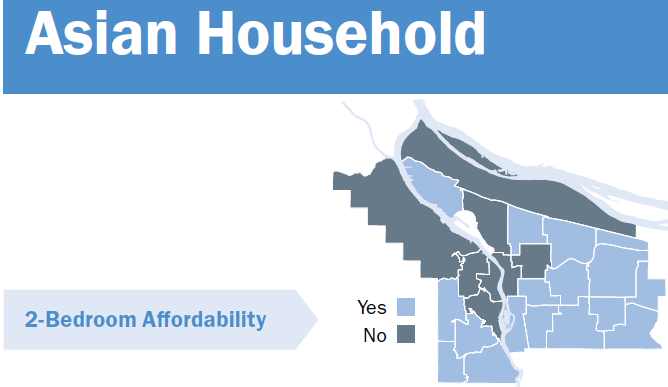 Asian Household
2-Bedroom Affordability
Yes
No